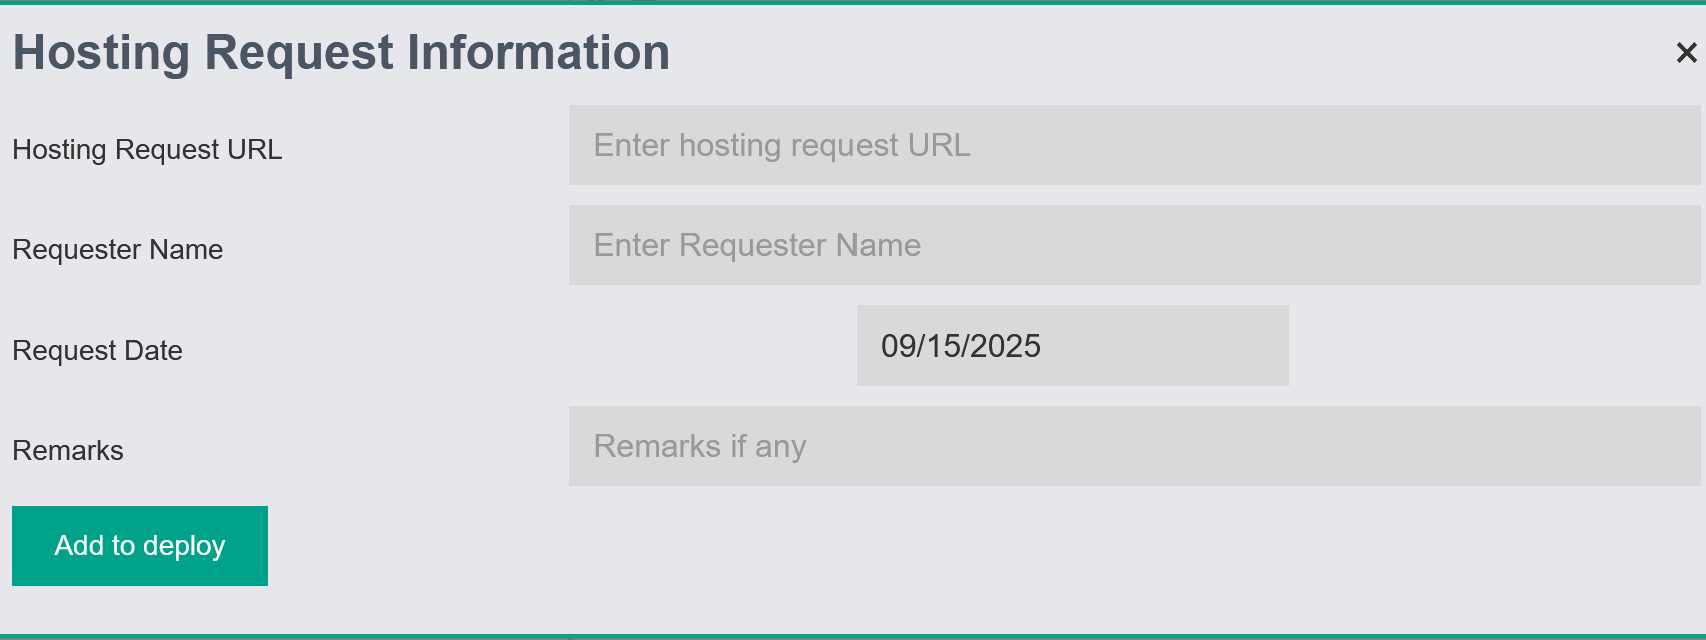 Hosting Request Information
×
Hosting Request URL
Enter hosting request URL
Requester Name
Enter Requester Name
Request Date
09/15/2025
Remarks
Remarks if any
Add to deploy